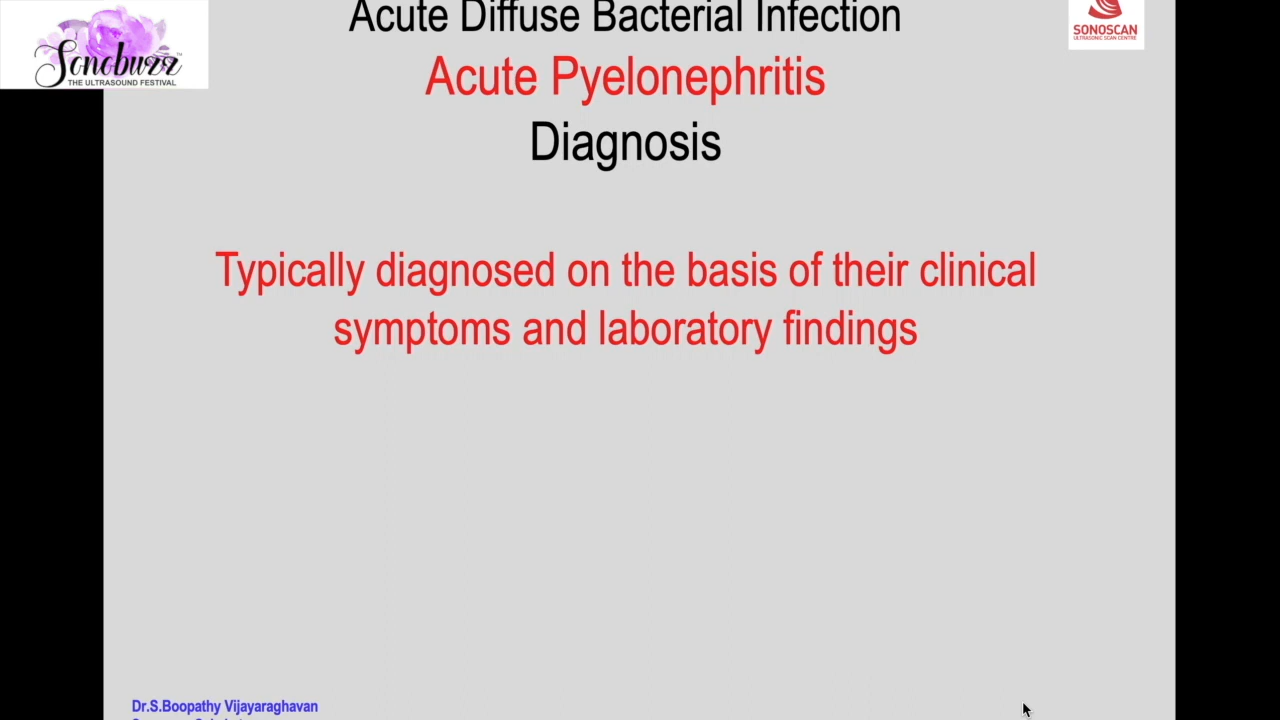 Acute Diffuse Bacterial Infection
Sonobuzz
THE ULTRASOUND FESTIVAL
SONOSCAN
ULTRASONIC SCAN CENTRE
Acute Pyelonephritis
Diagnosis
Typically diagnosed on the basis of their clinical
symptoms and laboratory findings
Dr.S.Boopathy Vijayaraghavan